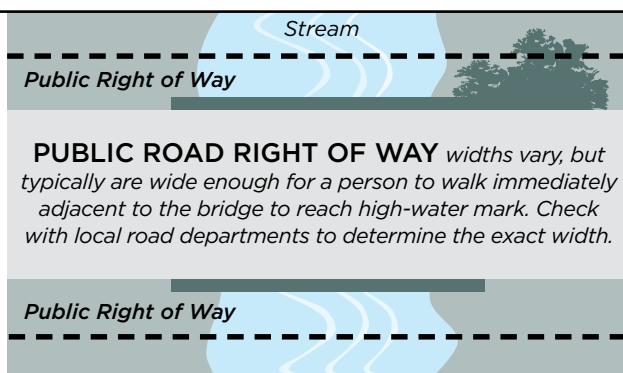 Stream
Public Right of Way
PUBLIC ROAD RIGHT OF WAY widths vary, but
typically are wide enough for a person to walk immediately
adjacent to the bridge to reach high-water mark. Check
with local road departments to determine the exact width.
Public Right of Way